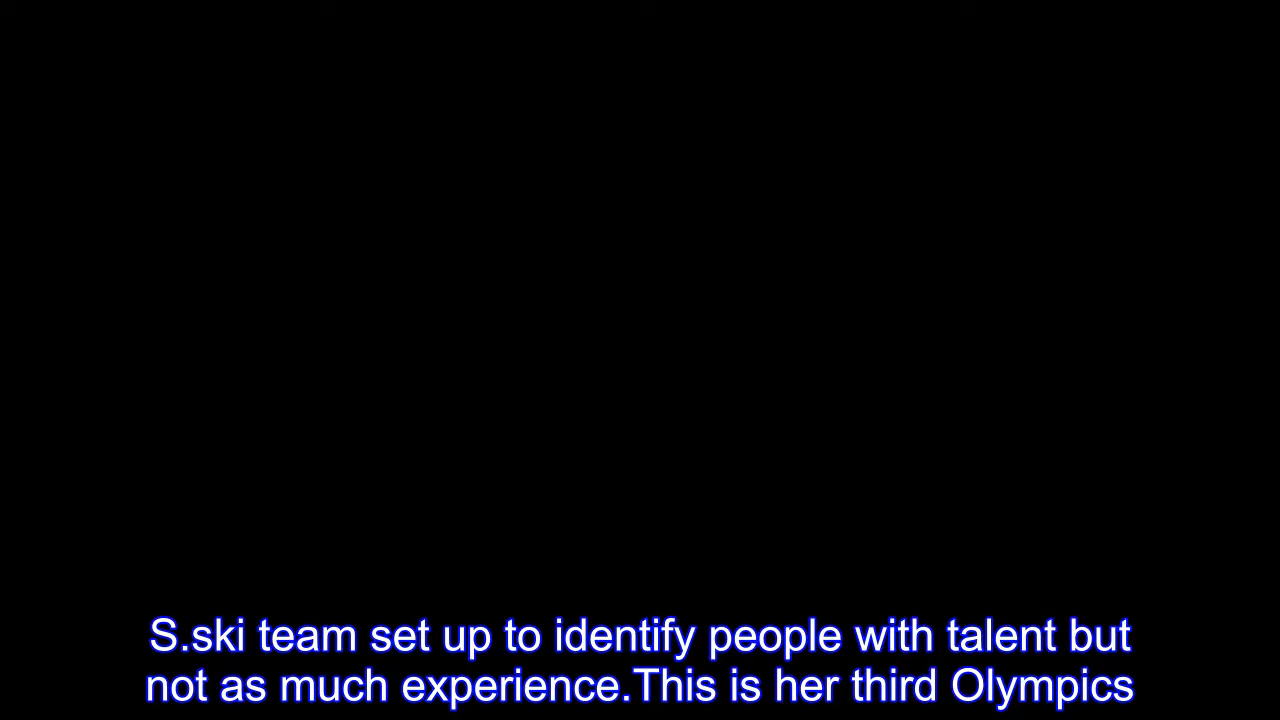 S.ski team set up to identify people with talent but
not as much experience.This is her third Olympics